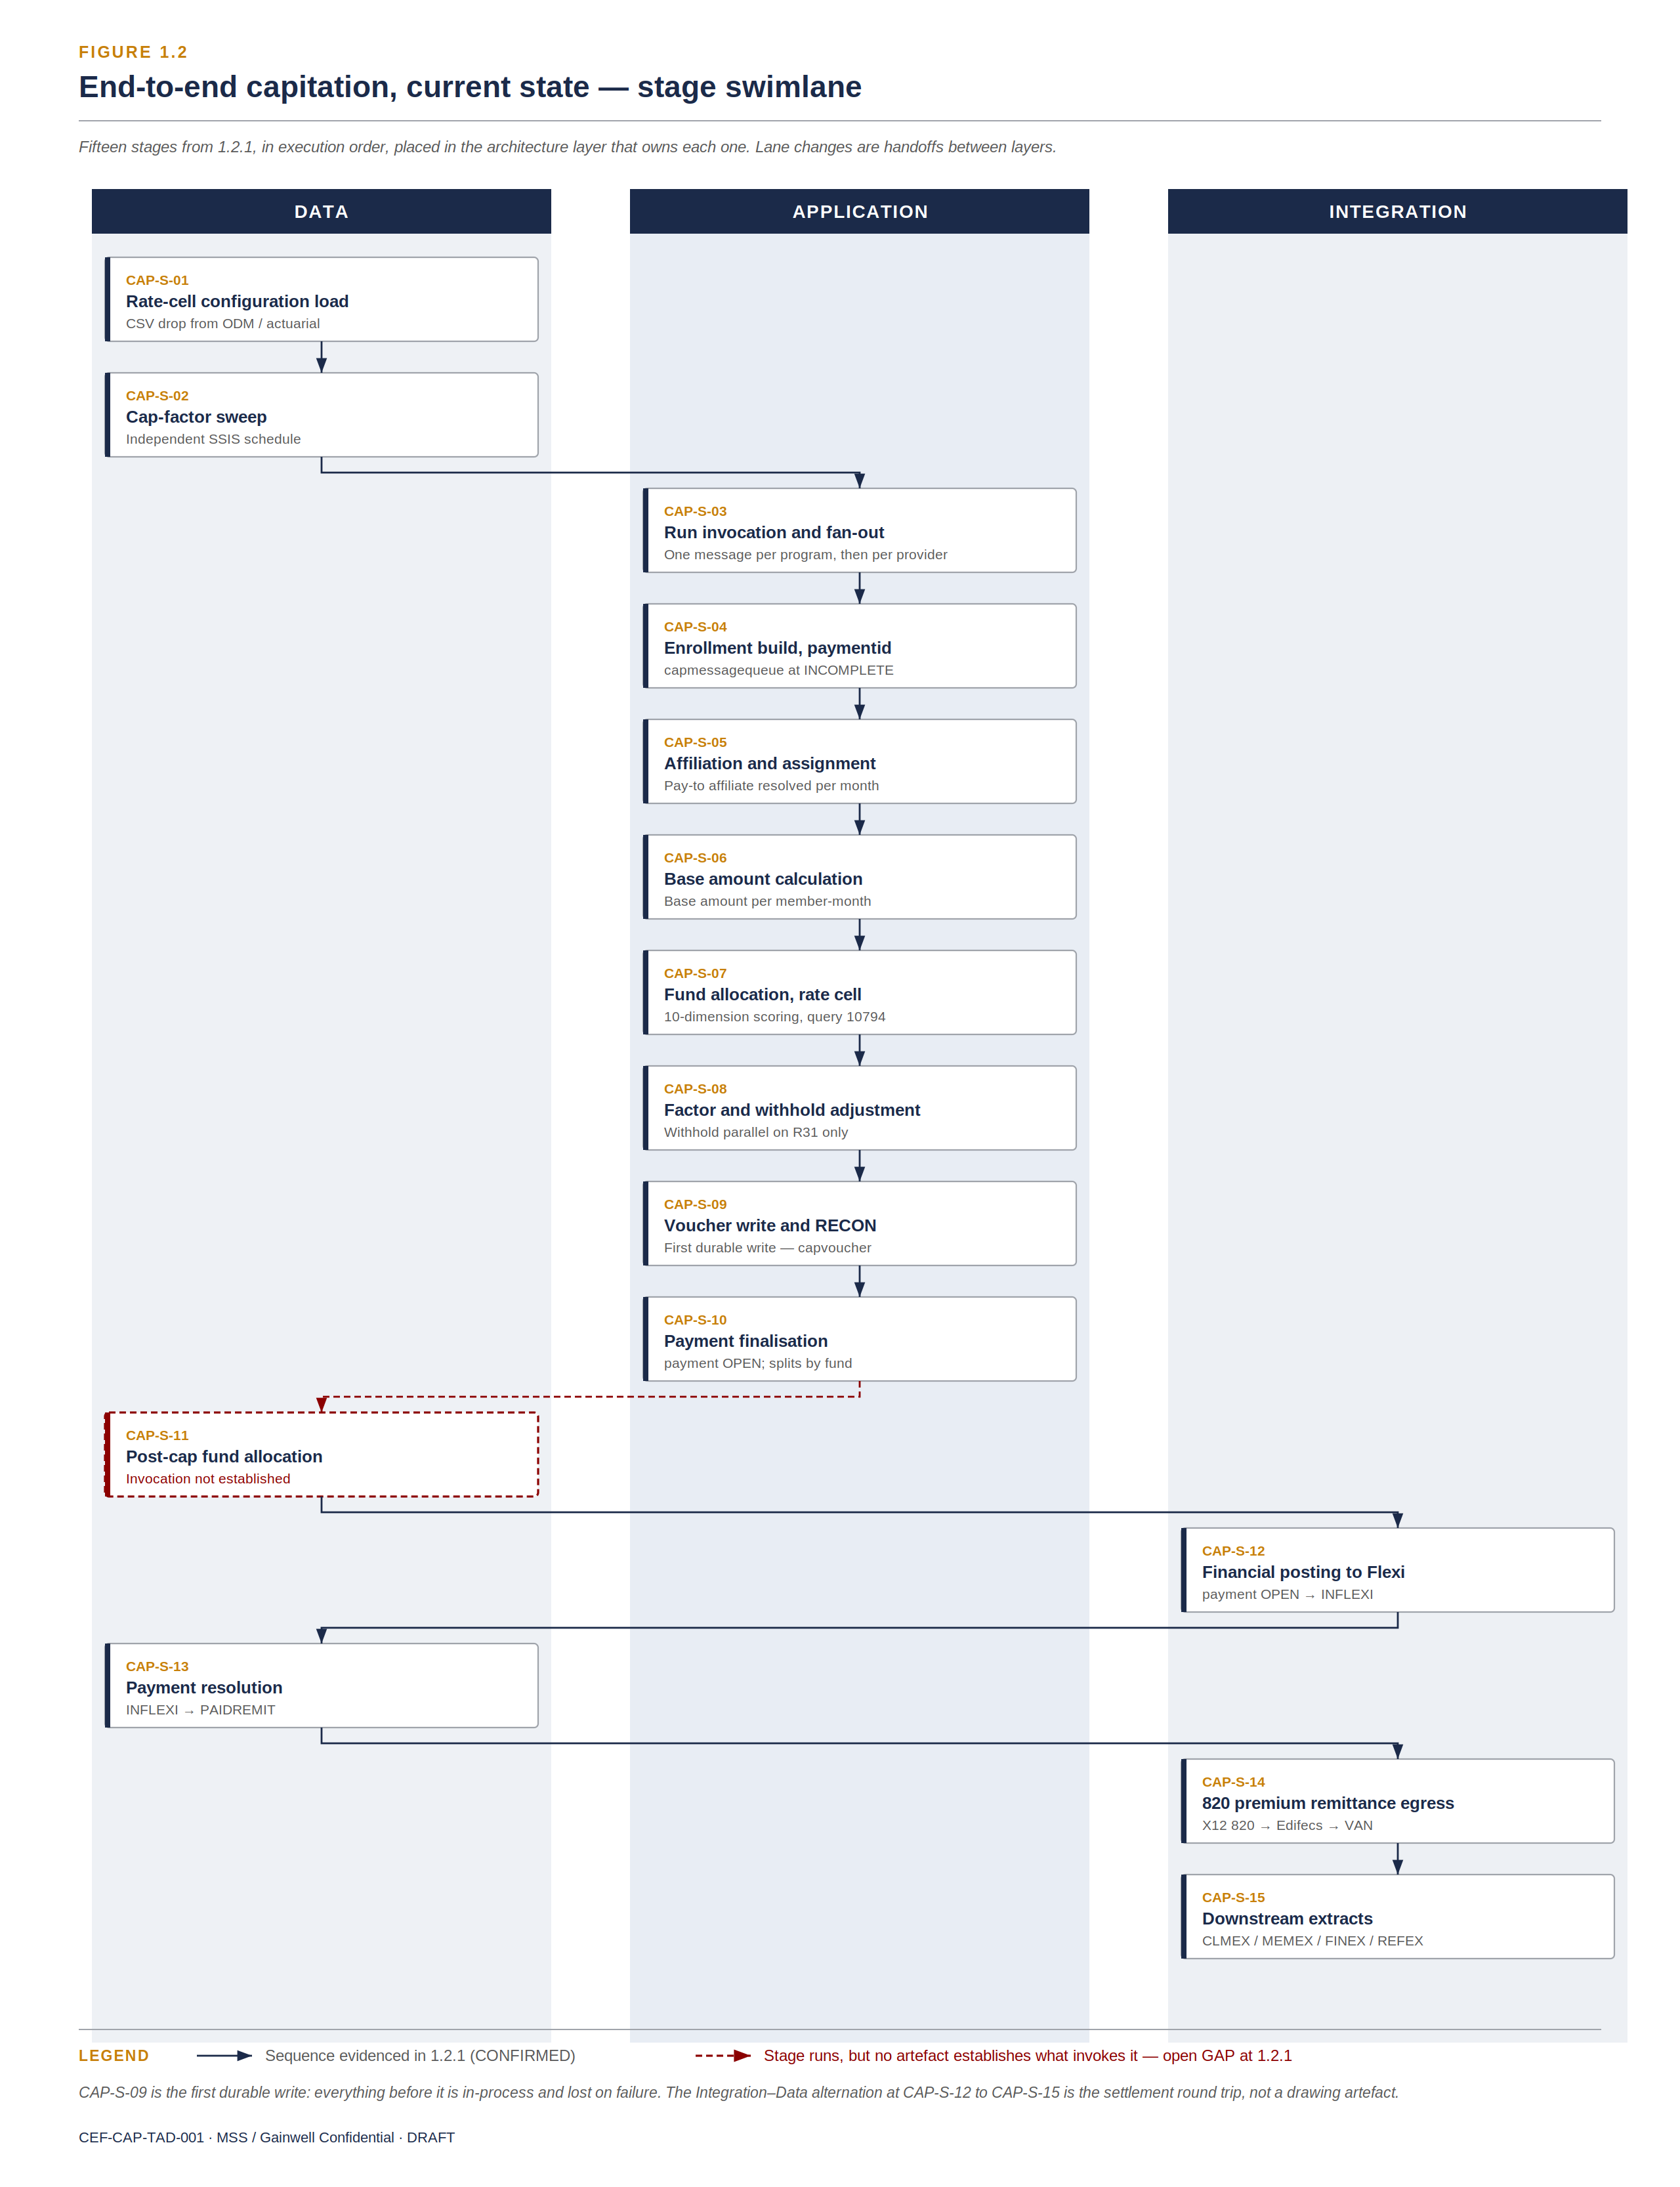 FIGURE 1.2
End-to-end capitation, current state — stage swimlane
Fifteen stages from 1.2.1, in execution order, placed in the architecture layer that owns each one. Lane changes are handoffs between layers.
DATA
APPLICATION
INTEGRATION
CAP-S-01
Rate-cell configuration load
CSV drop from ODM / actuarial
CAP-S-02
Cap-factor sweep
Independent SSIS schedule
CAP-S-03
Run invocation and fan-out
One message per program, then per provider
CAP-S-04
Enrollment build, paymentid
capmessagequeue at INCOMPLETE
CAP-S-05
Affiliation and assignment
Pay-to affiliate resolved per month
CAP-S-06
Base amount calculation
Base amount per member-month
CAP-S-07
Fund allocation, rate cell
10-dimension scoring, query 10794
CAP-S-08
Factor and withhold adjustment
Withhold parallel on R31 only
CAP-S-09
Voucher write and RECON
First durable write — capvoucher
CAP-S-10
Payment finalisation
payment OPEN; splits by fund
CAP-S-11
Post-cap fund allocation
Invocation not established
CAP-S-12
Financial posting to Flexi
payment OPEN → INFLEXI
CAP-S-13
Payment resolution
INFLEXI → PAIDREMIT
CAP-S-14
820 premium remittance egress
X12 820 → Edifecs → VAN
CAP-S-15
Downstream extracts
CLMEX / MEMEX / FINEX / REFEX
LEGEND
Sequence evidenced in 1.2.1 (CONFIRMED)
Stage runs, but no artefact establishes what invokes it — open GAP at 1.2.1
CAP-S-09 is the first durable write: everything before it is in-process and lost on failure. The Integration–Data alternation at CAP-S-12 to CAP-S-15 is the settlement round trip, not a drawing artefact.
CEF-CAP-TAD-001 · MSS / Gainwell Confidential · DRAFT